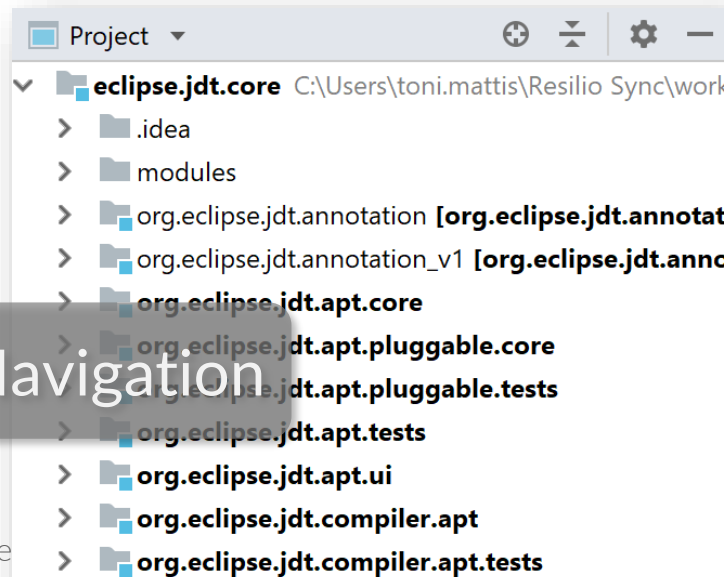 Project
eclipse.jdt.core C:\Users\toni.mattis\Resilio Sync\work
.idea
modules
org.eclipse.jdt.annotation [org.eclipse.jdt.annotat
org.eclipse.jdt.annotation_v1 [org.eclipse.jdt.anno
org.eclipse.jdt.apt.core
org.eclipse.jdt.apt.pluggable.core
avigation
org.eclipse.jdt.apt.pluggable.tests
org.eclipse.jdt.apt.tests
org.eclipse.jdt.apt.ui
org.eclipse.jdt.compiler.apt
e
org.eclipse.jdt.compiler.apt.tests